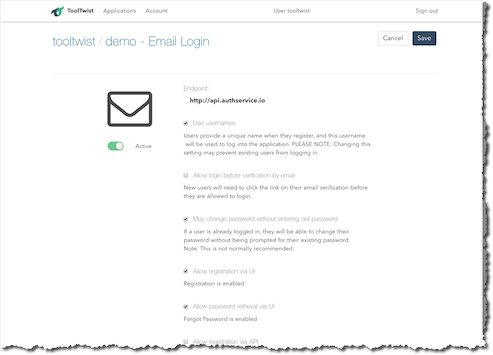 ToolTwist Applications Account User tooltwist Sign out
tooltwist / demo - Email Login Cancel Save
Endpoint:
http://api.authservice.io
Use usernames
Users provide a unique name when they register, and this username
will be used to log into the application. PLEASE NOTE: Changing this
setting may prevent existing users from logging in.
Active
Allow login before verification by email
New users will need to click the link on their email verification before
they are allowed to login.
May change password without entering old password
If a user is already logged in, they will be able to change their
password without being prompted for their existing password.
Note: This is not normally recommended.
Allow registration via UI
Registration is enabled
Allow password retrieval via UI
Forgot Password is enabled
Allow registration via API